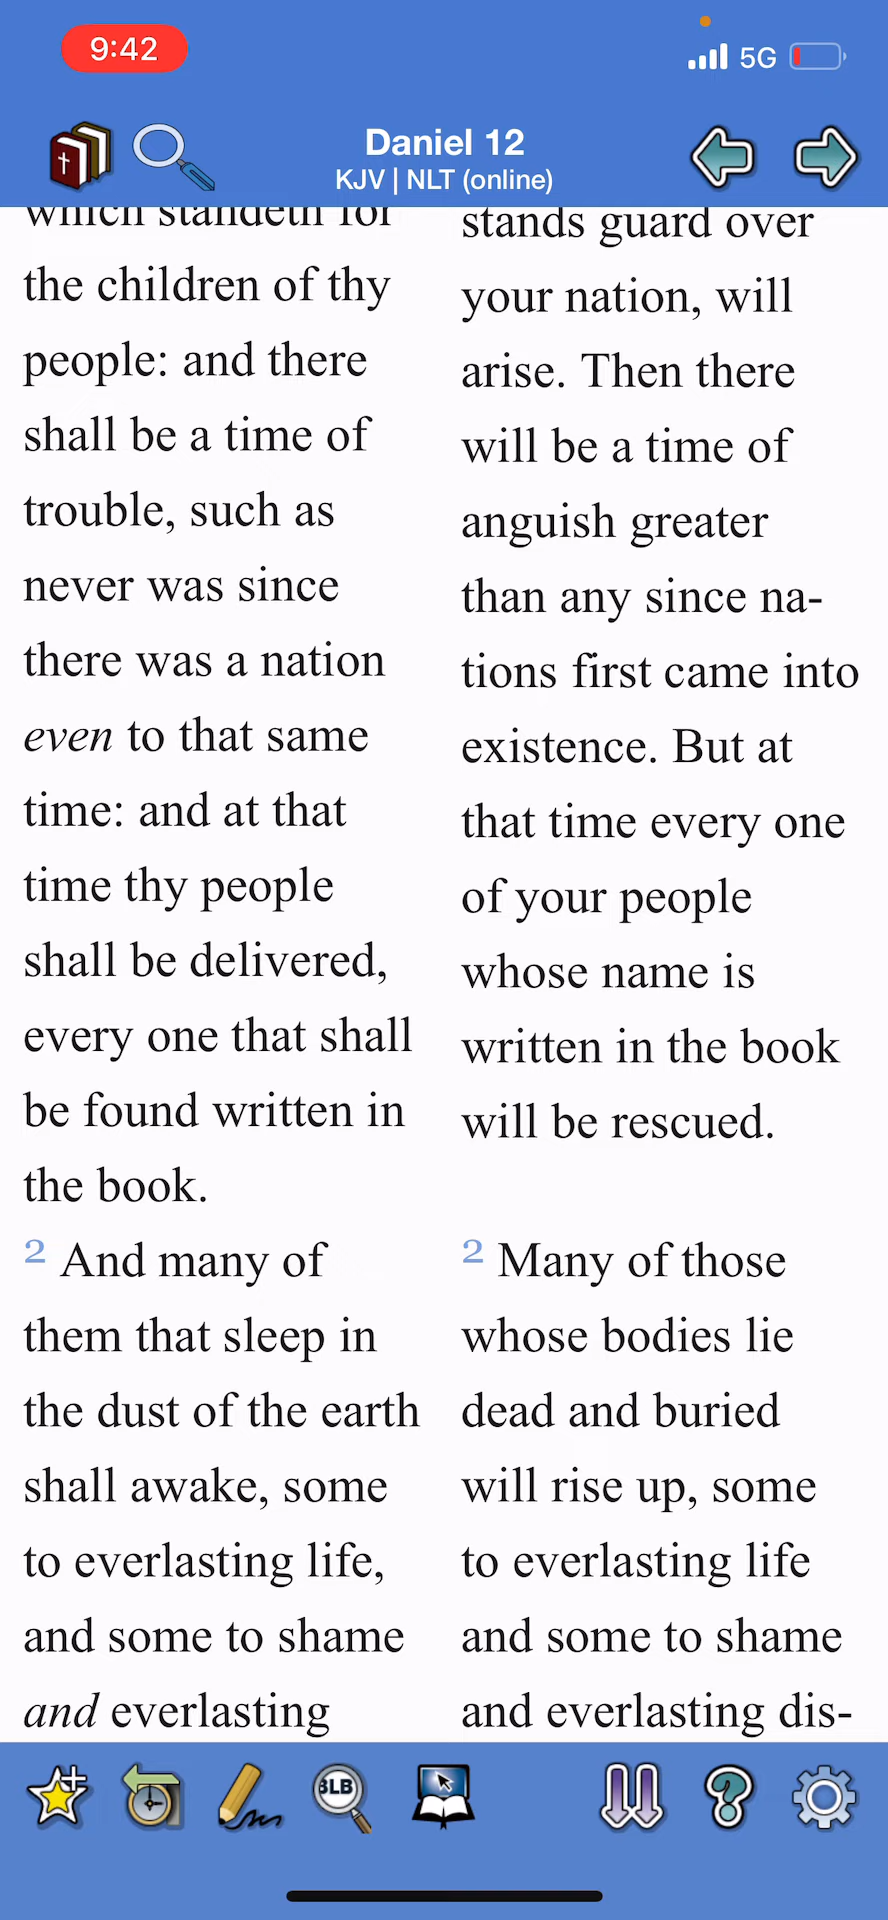 9:42
5G
Daniel 12
KJV | NLT (online)
which standeth for
the children of thy
people: and there
shall be a time of
trouble, such as
never was since
there was a nation
even to that same
time: and at that
time thy people
shall be delivered,
every one that shall
be found written in
the book.
2 And many of
them that sleep in
the dust of the earth
shall awake, some
to everlasting life,
and some to shame
and everlasting
stands guard over
your nation, will
arise. Then there
will be a time of
anguish greater
than any since na-
tions first came into
existence. But at
that time every one
of your people
whose name is
written in the book
will be rescued.
2 Many of those
whose bodies lie
dead and buried
will rise up, some
to everlasting life
and some to shame
and everlasting dis-
BLB